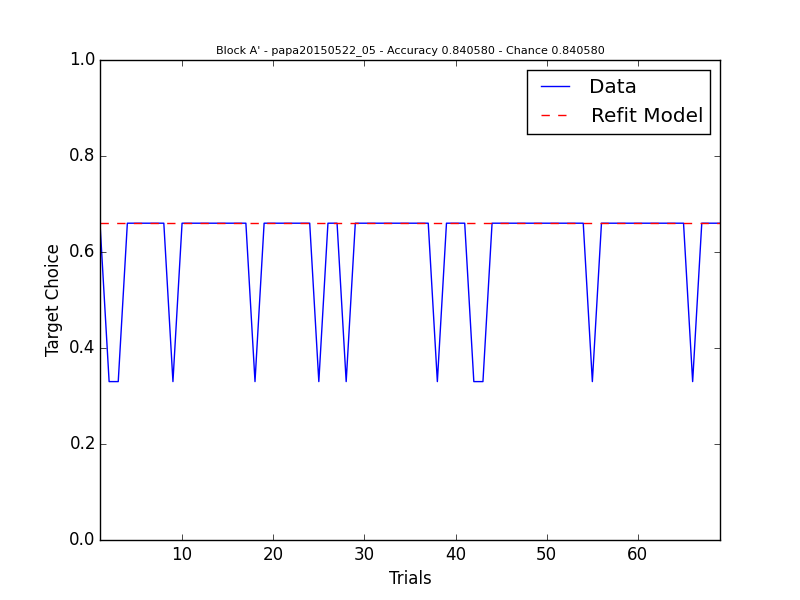 Block A' - papa20150522_05 - Accuracy 0.840580 - Chance 0.840580
Data
Refit Model
1.0
0.8
0.6
0.4
0.2
0.0
Target Choice
10 20 30 40 50 60
Trials